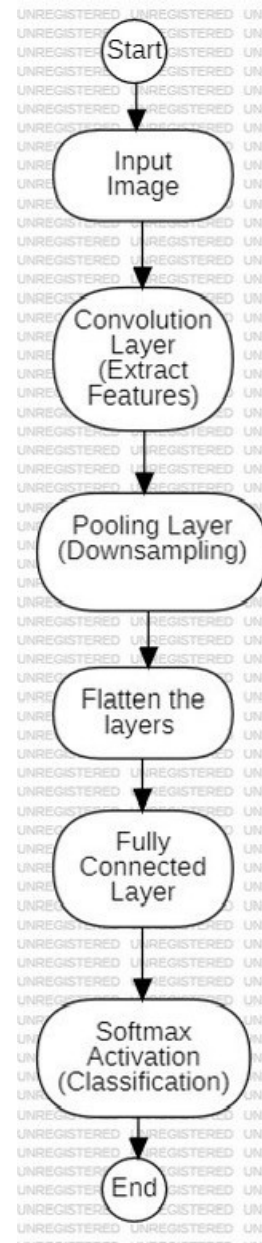 Start
Input
Image
Convolution
Layer
(Extract
Features)
Pooling Layer
(Downsampling)
Flatten the
layers
Fully
Connected
Layer
Softmax
Activation
(Classification)
End